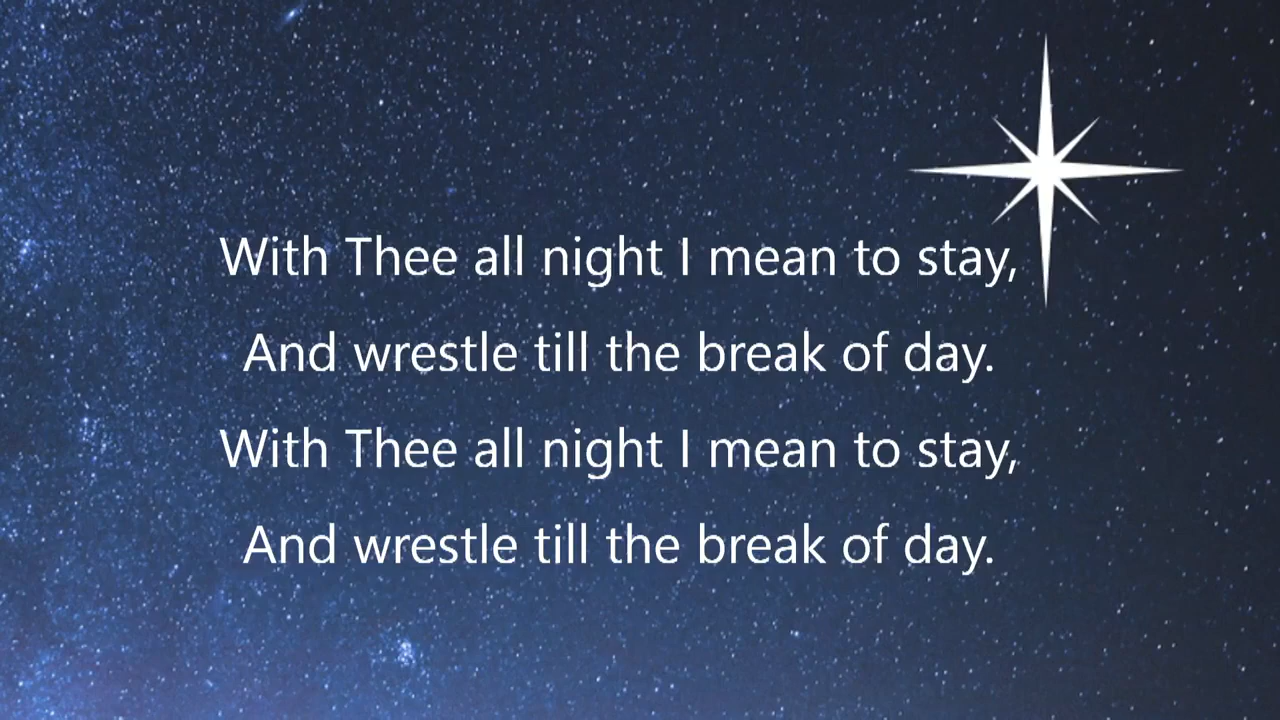 With Thee all night I mean to stay,
And wrestle till the break of day.
With Thee all night I mean to stay,
And wrestle till the break of day.